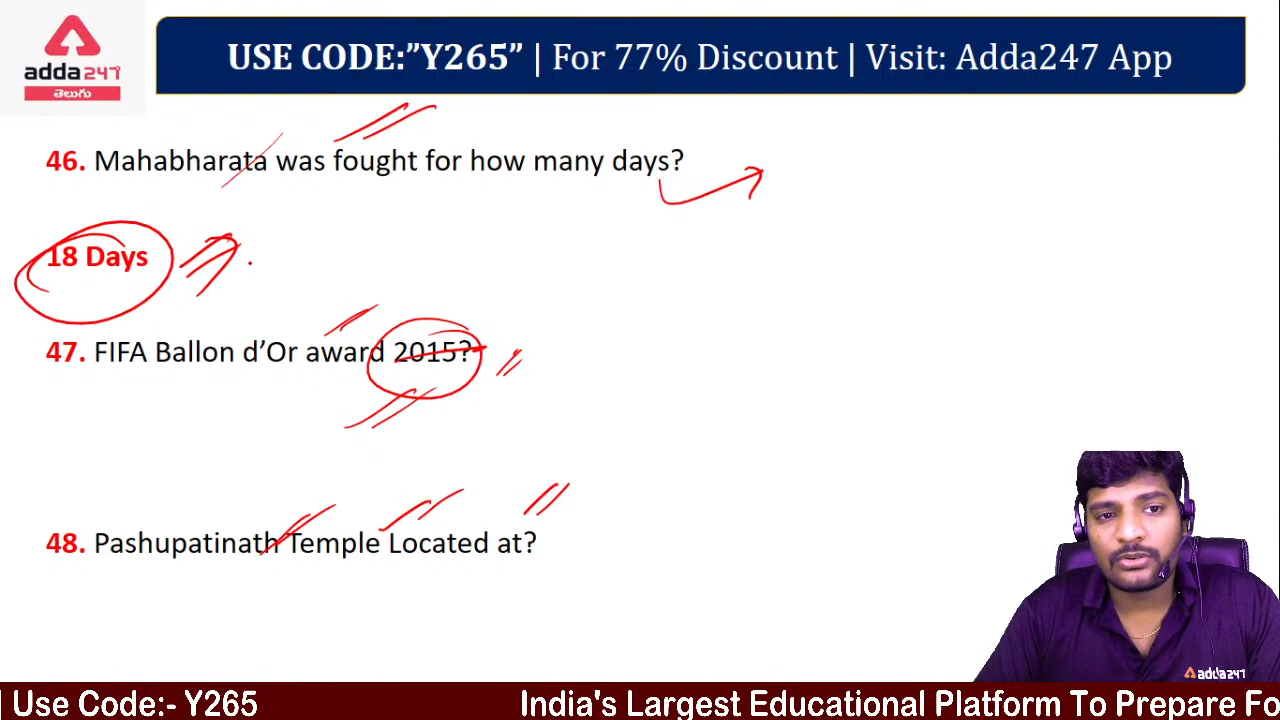 adda247
తెలుగు
USE CODE:”Y265” | For 77% Discount | Visit: Adda247 App
46. Mahabharata was fought for how many days?
18 Days
47. FIFA Ballon d’Or award 2015?
48. Pashupatinath Temple Located at?
adda247
Use Code:- Y265 India's Largest Educational Platform To Prepare Fo